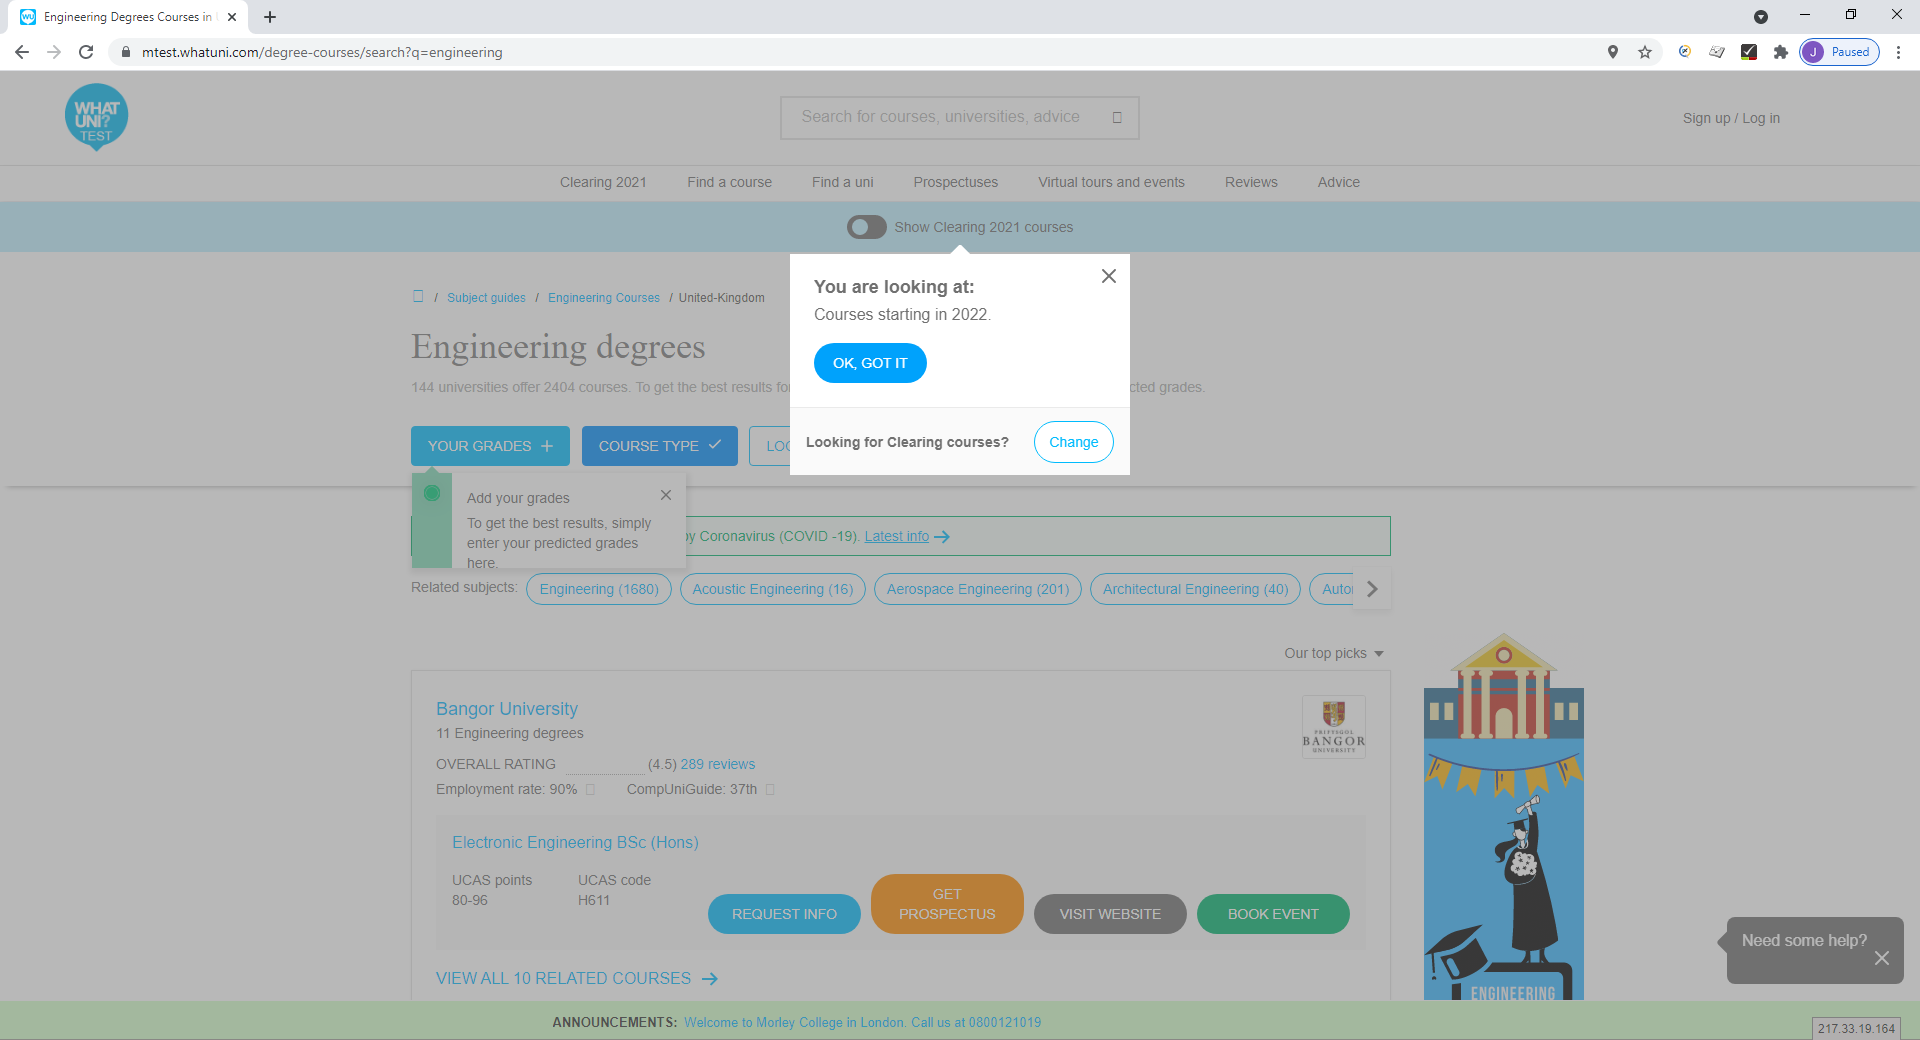 Engineering Degrees Courses in
mtest.whatuni.com/degree-courses/search?q=engineering
J Paused
WHAT
UNI?
TEST
Search for courses, universities, advice
Sign up / Log in
Clearing 2021 Find a course Find a uni Prospectuses Virtual tours and events Reviews Advice
Show Clearing 2021 courses
You are looking at:
Courses starting in 2022.
OK, GOT IT
Looking for Clearing courses? Change
/ Subject guides / Engineering Courses / United-Kingdom
Engineering degrees
144 universities offer 2404 courses. To get the best results fo cted grades.
YOUR GRADES COURSE TYPE LOC
Add your grades
To get the best results, simply
enter your predicted grades
here.
by Coronavirus (COVID -19). Latest info
Related subjects: Engineering (1680) Acoustic Engineering (16) Aerospace Engineering (201) Architectural Engineering (40) Autor
Our top picks
Bangor University
11 Engineering degrees
PRIFYSGOL
BANGOR
UNIVERSITY
OVERALL RATING (4.5) 289 reviews
Employment rate: 90% CompUniGuide: 37th
Electronic Engineering BSc (Hons)
UCAS points UCAS code
80-96 H611
REQUEST INFO
GET
PROSPECTUS
VISIT WEBSITE
BOOK EVENT
VIEW ALL 10 RELATED COURSES
ENGINEERING
Need some help?
ANNOUNCEMENTS: Welcome to Morley College in London. Call us at 0800121019
217.33.19.164
WU